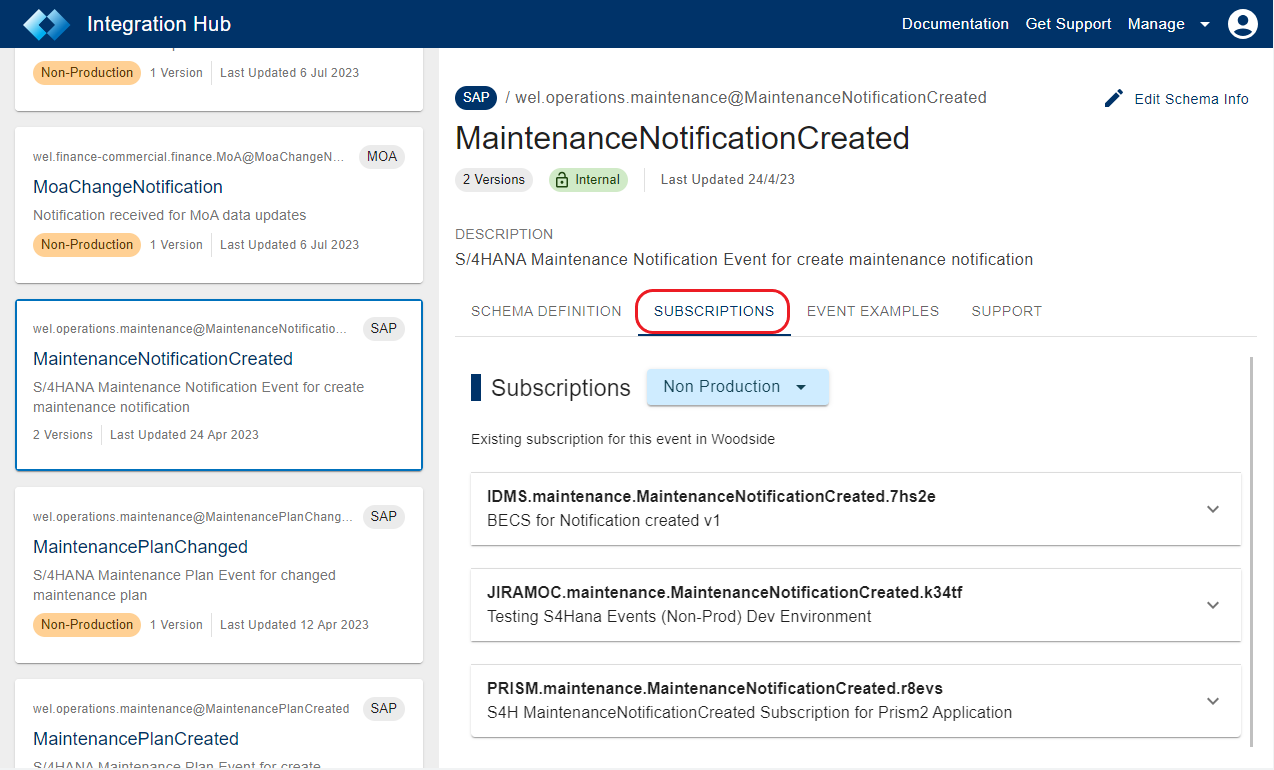 Integration Hub
Documentation
Get Support
Manage
Non-Production
1 Version
Last Updated 6 Jul 2023
wel.finance-commercial.finance.MoA@MoaChangeN...
MOA
MoaChangeNotification
Notification received for MoA data updates
Non-Production
1 Version
Last Updated 6 Jul 2023
wel.operations.maintenance@MaintenanceNotificatio...
SAP
MaintenanceNotificationCreated
S/4HANA Maintenance Notification Event for create
maintenance notification
2 Versions
Last Updated 24 Apr 2023
wel.operations.maintenance@MaintenancePlanChang...
SAP
MaintenancePlanChanged
S/4HANA Maintenance Plan Event for changed
maintenance plan
Non-Production
1 Version
Last Updated 12 Apr 2023
wel.operations.maintenance@MaintenancePlanCreated
SAP
MaintenancePlanCreated
S/4HANA Maintenance Plan Event for create
SAP / wel.operations.maintenance@MaintenanceNotificationCreated
Edit Schema Info
MaintenanceNotificationCreated
2 Versions
Internal
Last Updated 24/4/23
DESCRIPTION
S/4HANA Maintenance Notification Event for create maintenance notification
SCHEMA DEFINITION
SUBSCRIPTIONS
EVENT EXAMPLES
SUPPORT
Subscriptions
Non Production
Existing subscription for this event in Woodside
IDMS.maintenance.MaintenanceNotificationCreated.7hs2e
BECS for Notification created v1
JIRAMOC.maintenance.MaintenanceNotificationCreated.k34tf
Testing S4Hana Events (Non-Prod) Dev Environment
PRISM.maintenance.MaintenanceNotificationCreated.r8evs
S4H MaintenanceNotificationCreated Subscription for Prism2 Application